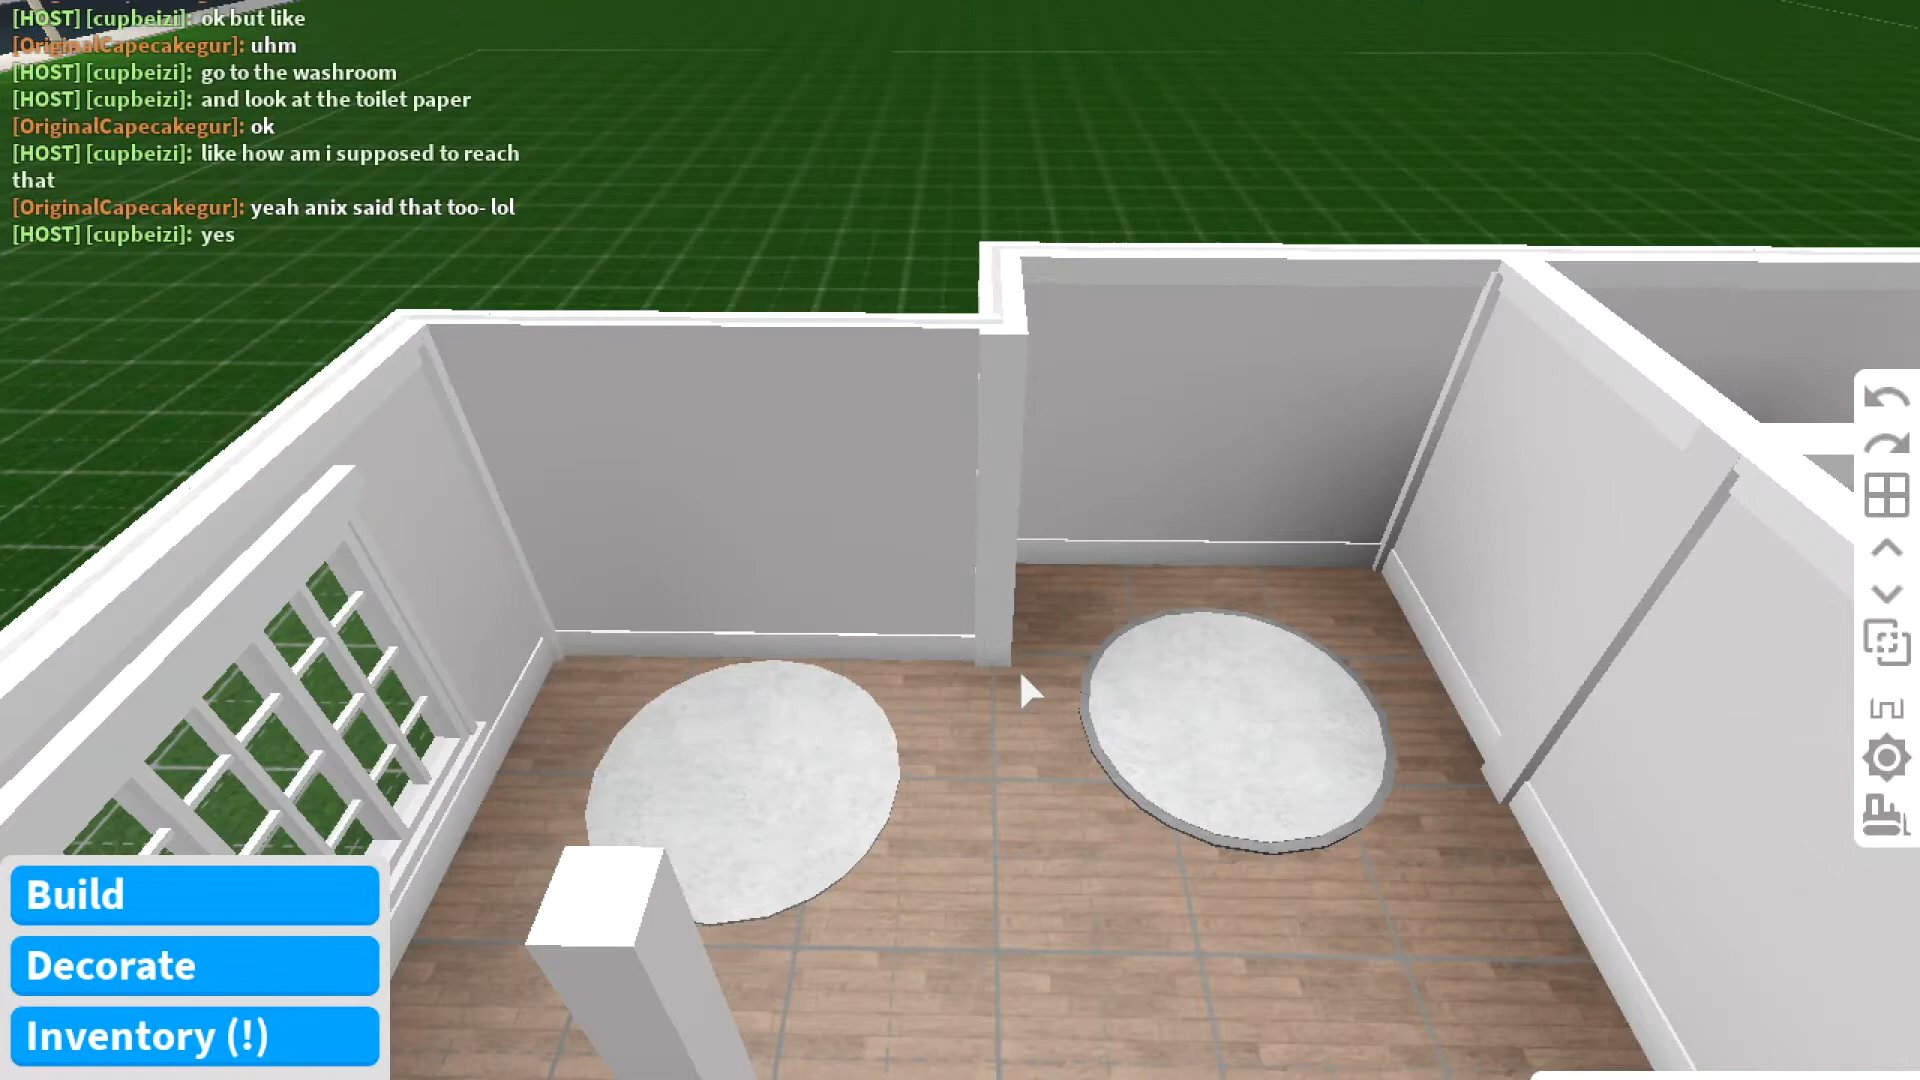 [HOST] [cupbeizi]: ok but like
[OriginalCapecakegur]: uhm
[HOST] [cupbeizi]: go to the washroom
[HOST] [cupbeizi]: and look at the toilet paper
[OriginalCapecakegur]: ok
[HOST] [cupbeizi]: like how am i supposed to reach
that
[OriginalCapecakegur]: yeah anix said that too- lol
[HOST] [cupbeizi]: yes
Build
Decorate
Inventory (!)